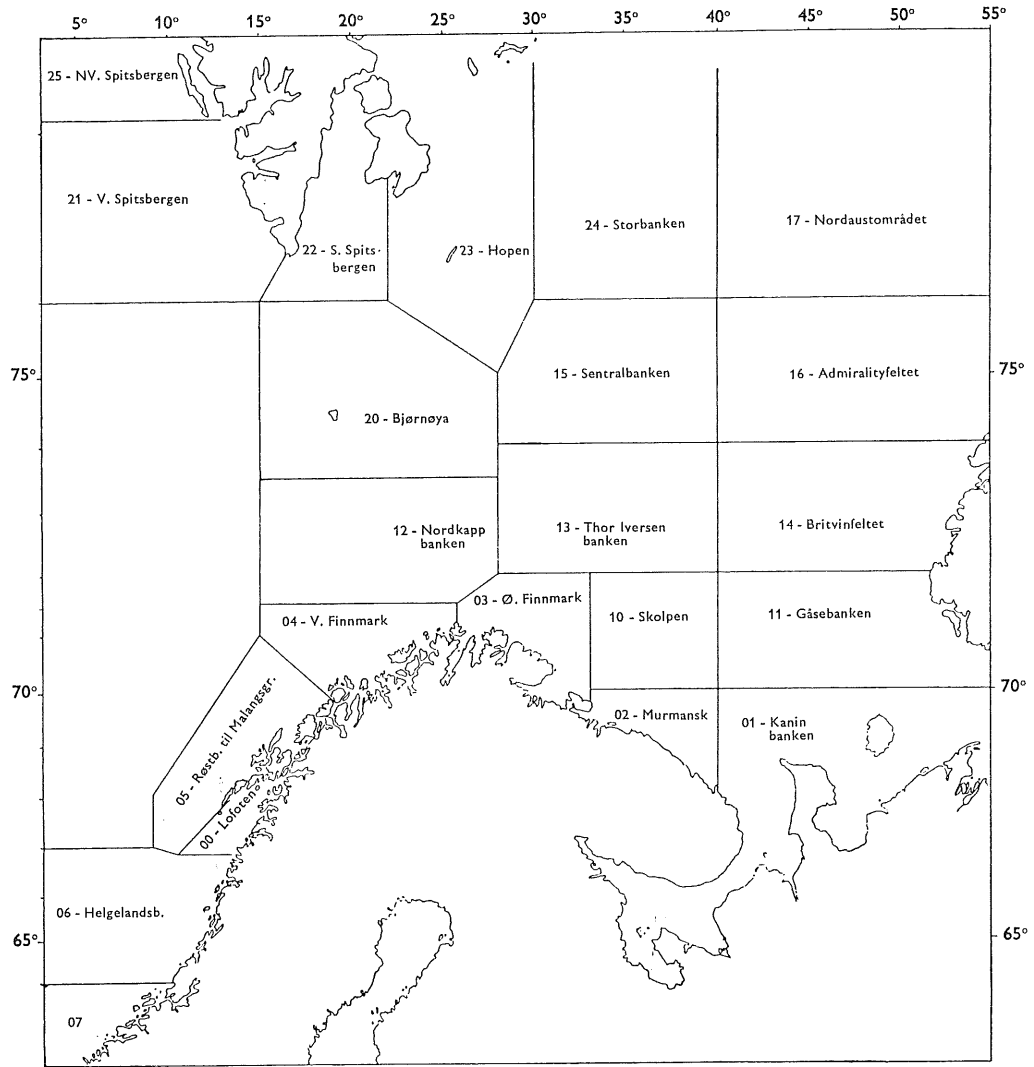 5° 10° 15° 20° 25° 30° 35° 40° 45° 50° 55°
25 - NV. Spitsbergen
21 - V. Spitsbergen
22 - S. Spits-
bergen
23 - Hopen
24 - Storbanken
17 - Nordaustområdet
75°
15 - Sentralbanken
16 - Admiralityfeltet
75°
20 - Bjørnøya
12 - Nordkapp
banken
13 - Thor Iversen
banken
14 - Britvinfeltet
04 - V. Finnmark
03 - Ø. Finnmark
10 - Skolpen
11 - Gåsebanken
70°
70°
05 - Røstb. til Malangsgr.
02 - Murmansk
01 - Kanin
banken
00 - Lofoten
06 - Helgelandsb.
65°
65°
07